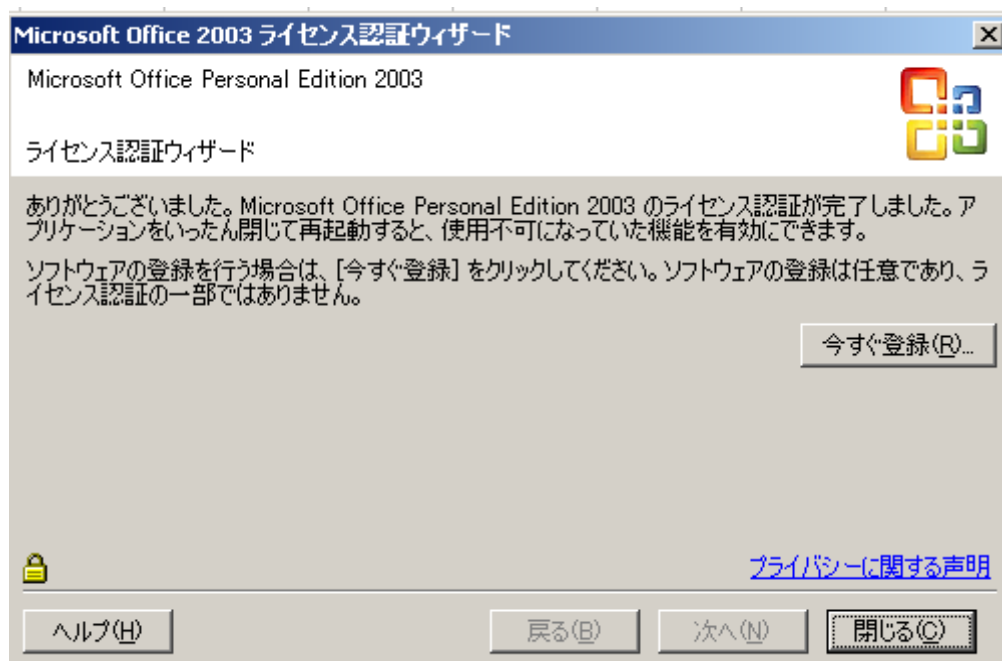 Microsoft Office 2003 ライセンス認証ウィザード
Microsoft Office Personal Edition 2003
ライセンス認証ウィザード
ありがとうございました。Microsoft Office Personal Edition 2003 のライセンス認証が完了しました。ア
プリケーションをいったん閉じて再起動すると、使用不可になっていた機能を有効にできます。
ソフトウェアの登録を行う場合は、[今すぐ登録] をクリックしてください。ソフトウェアの登録は任意であり、ラ
イセンス認証の一部ではありません。
今すぐ登録(R)...
プライバシーに関する声明
ヘルプ(H)
戻る(B)
次へ(N)
閉じる(C)